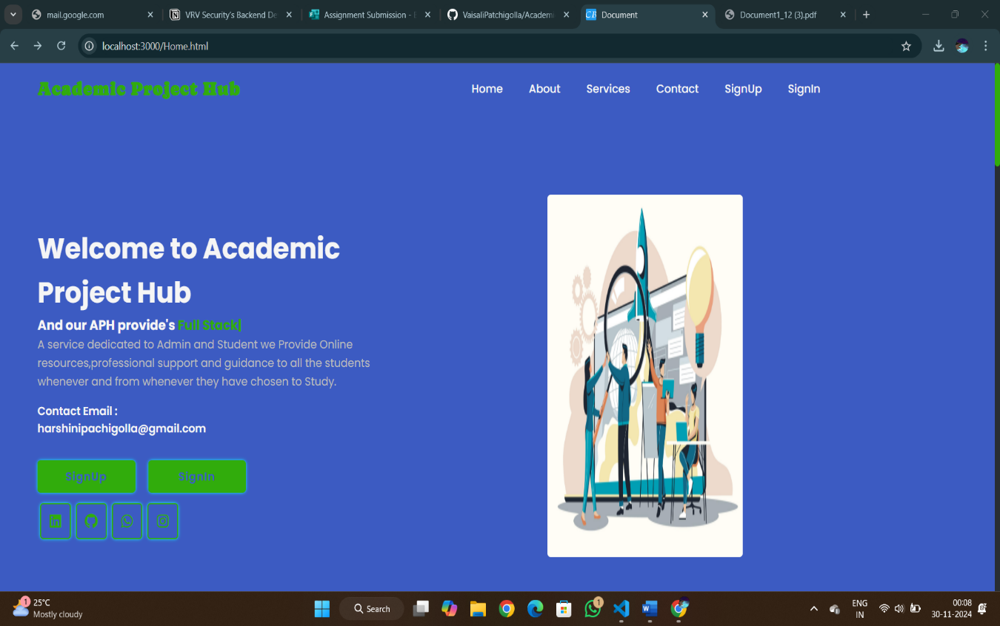 mail.google.com
VRV Security's Backend De
Assignment Submission -
VaisaliPatchigolla/Academi
Document
Document1_12 (3).pdf
localhost:3000/Home.html
Academic Project Hub
Home About Services Contact SignUp SignIn
Welcome to Academic
Project Hub
And our APH provide's Full Stack|
A service dedicated to Admin and Student we Provide Online
resources,professional support and guidance to all the students
whenever and from whenever they have chosen to Study.
Contact Email :
harshinipachigolla@gmail.com
SignUp SignIn
1
25°C
Mostly cloudy
Search
1
ENG
IN
00:08
30-11-2024